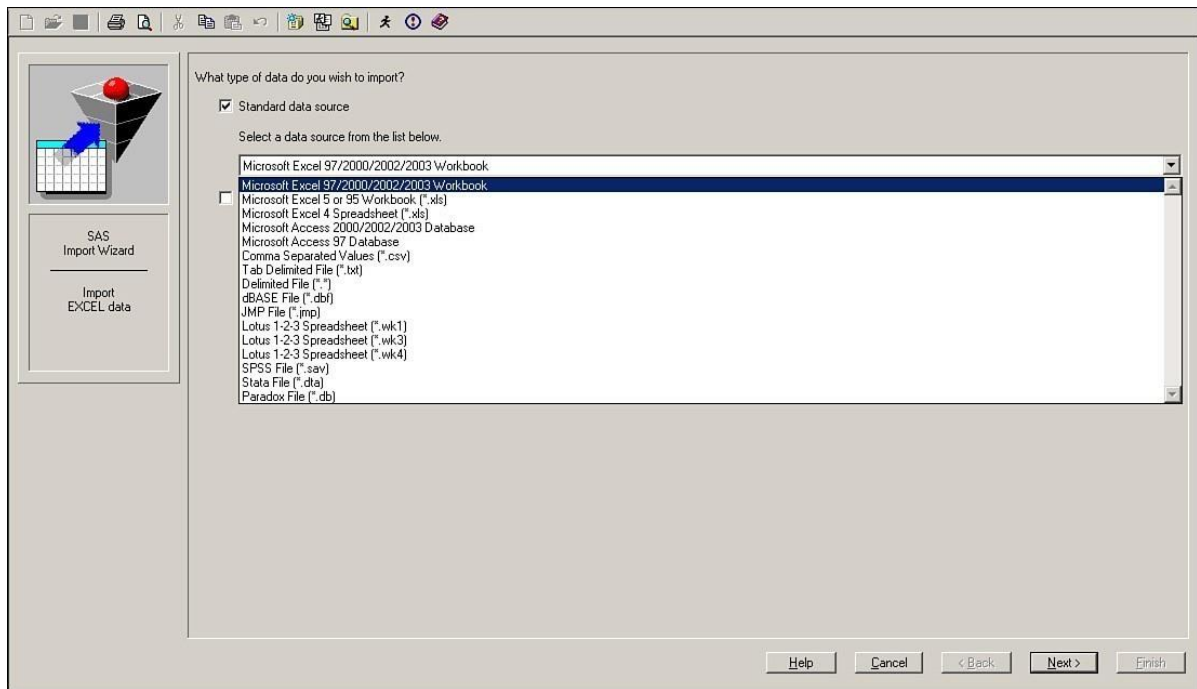 What type of data do you wish to import?
Standard data source
Select a data source from the list below.
Microsoft Excel 97/2000/2002/2003 Workbook
Microsoft Excel 97/2000/2002/2003 Workbook
Microsoft Excel 5 or 95 Workbook (*.xls)
Microsoft Excel 4 Spreadsheet (*.xls)
Microsoft Access 2000/2002/2003 Database
Microsoft Access 97 Database
Comma Separated Values (*.csv)
Tab Delimited File (*.txt)
Delimited File (*.*)
dBASE File (*.dbf)
JMP File (*.jmp)
Lotus 1-2-3 Spreadsheet (*.wk1)
Lotus 1-2-3 Spreadsheet (*.wk3)
Lotus 1-2-3 Spreadsheet (*.wk4)
SPSS File (*.sav)
Stata File (*.dta)
Paradox File (*.db)
SAS
Import Wizard
Import
EXCEL data
Help Cancel < Back Next > Finish